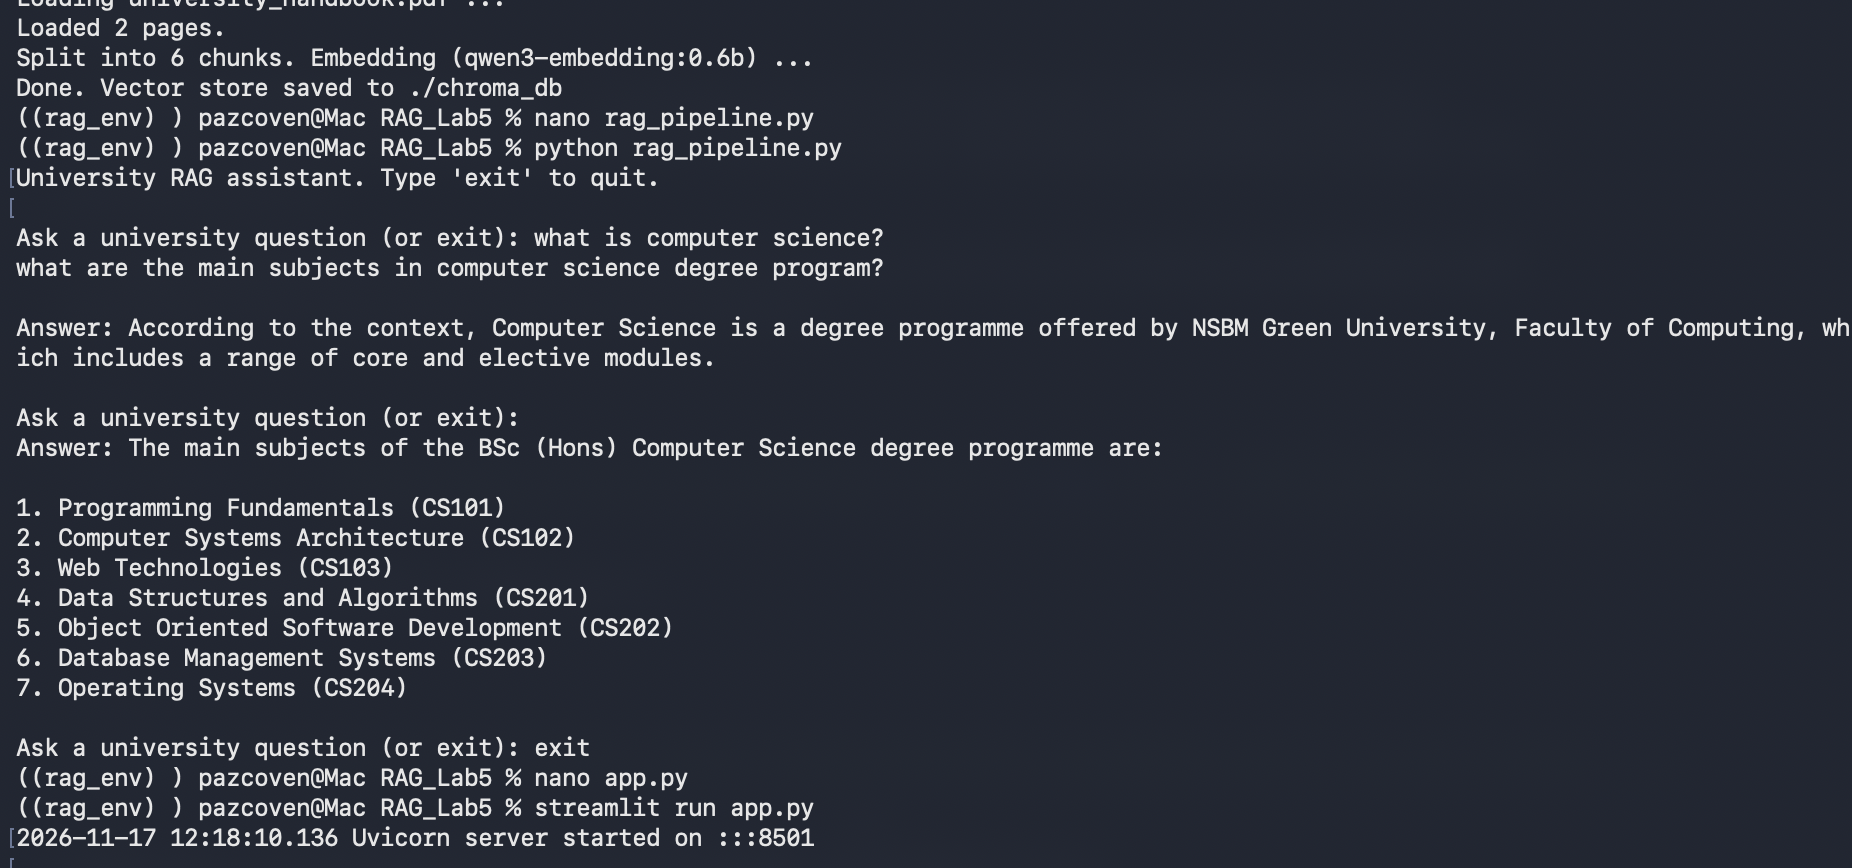 Loading university_handbook.pdf ...
Loaded 2 pages.
Split into 6 chunks. Embedding (qwen3-embedding:0.6b) ...
Done. Vector store saved to ./chroma_db
((rag_env) ) pazcoven@Mac RAG_Lab5 % nano rag_pipeline.py
((rag_env) ) pazcoven@Mac RAG_Lab5 % python rag_pipeline.py
[University RAG assistant. Type 'exit' to quit.
[
Ask a university question (or exit): what is computer science?
what are the main subjects in computer science degree program?
Answer: According to the context, Computer Science is a degree programme offered by NSBM Green University, Faculty of Computing, wh
ich includes a range of core and elective modules.
Ask a university question (or exit):
Answer: The main subjects of the BSc (Hons) Computer Science degree programme are:
1. Programming Fundamentals (CS101)
2. Computer Systems Architecture (CS102)
3. Web Technologies (CS103)
4. Data Structures and Algorithms (CS201)
5. Object Oriented Software Development (CS202)
6. Database Management Systems (CS203)
7. Operating Systems (CS204)
Ask a university question (or exit): exit
((rag_env) ) pazcoven@Mac RAG_Lab5 % nano app.py
((rag_env) ) pazcoven@Mac RAG_Lab5 % streamlit run app.py
[2026-11-17 12:18:10.136 Uvicorn server started on :::8501
[